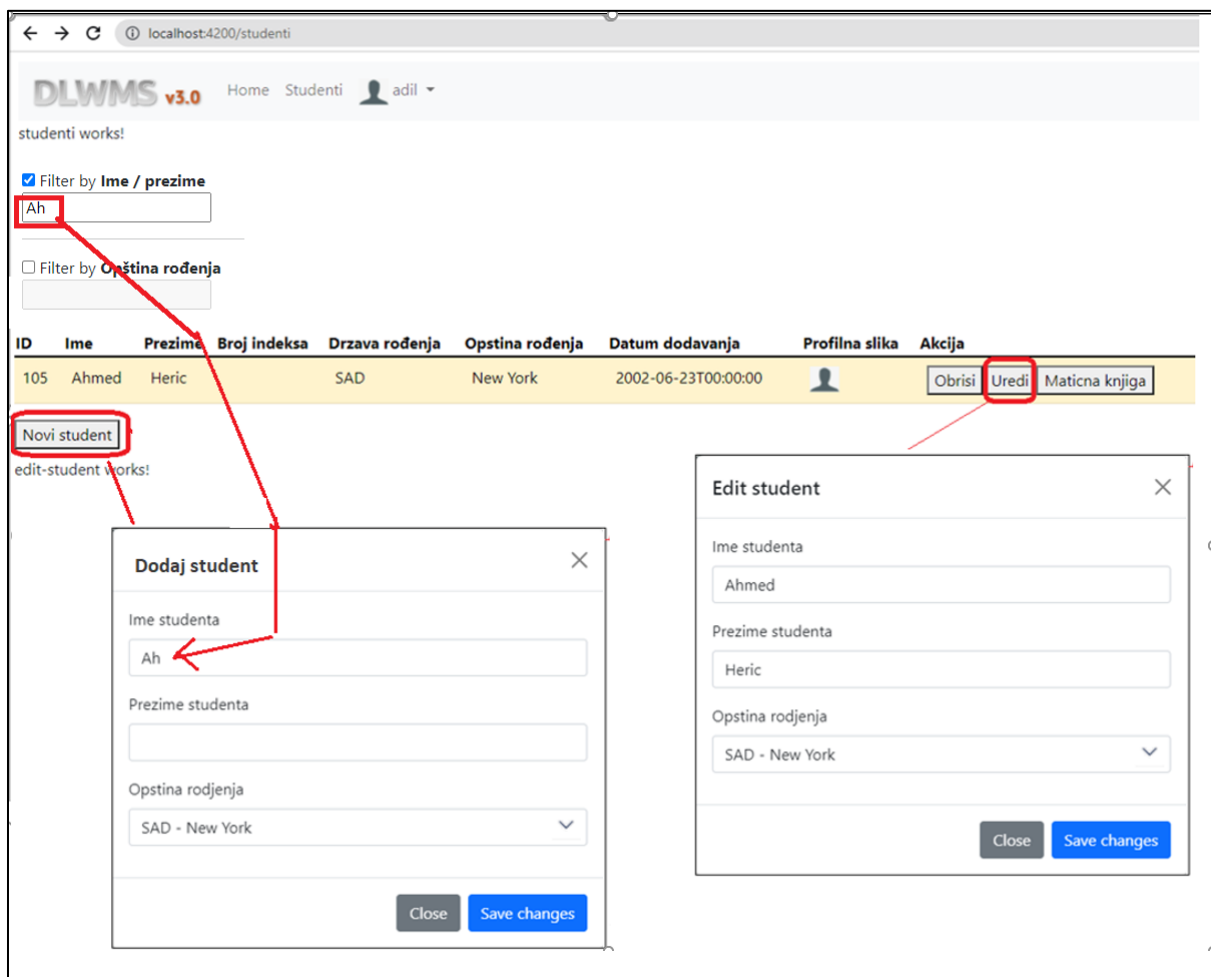 localhost:4200/studenti
DLWMS v3.0 Home Studenti adil
studenti works!
Filter by Ime / prezime
Ah
Filter by Opština rođenja
ID Ime Prezime Broj indeksa Drzava rođenja Opstina rođenja Datum dodavanja Profilna slika Akcija
105 Ahmed Heric SAD New York 2002-06-23T00:00:00 Obrisi Uredi Maticna knjiga
Novi student
edit-student works!
Dodaj student
Ime studenta
Ah
Prezime studenta
Opstina rodjenja
SAD - New York
Close Save changes
Edit student
Ime studenta
Ahmed
Prezime studenta
Heric
Opstina rodjenja
SAD - New York
Close Save changes